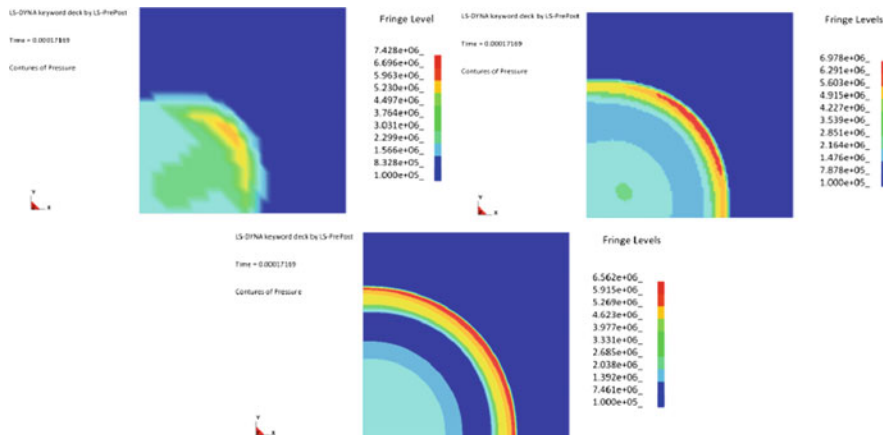 LS-DYNA keyword deck by LS-PrePost
Time = 0.00017169
Contures of Pressure
Fringe Level
7.428e+06_
6.696e+06_
5.963e+06_
5.230e+06_
4.497e+06_
3.764e+06_
3.031e+06_
2.299e+06_
1.566e+06_
8.328e+05_
1.000e+05_
Y
X
LS-DYNA keyword deck by LS-PrePost
Time = 0.00017169
Contures of Pressure
Fringe Levels
6.978e+06_
6.291e+06_
5.603e+06_
4.915e+06_
4.227e+06_
3.539e+06_
2.851e+06_
2.164e+06_
1.476e+06_
7.878e+05_
1.000e+05_
Y
X
LS-DYNA keyword deck by LS-PrePost
Time = 0.00017169
Contures of Pressure
Fringe Levels
6.562e+06_
5.915e+06_
5.269e+06_
4.623e+06_
3.977e+06_
3.331e+06_
2.685e+06_
2.038e+06_
1.392e+06_
7.461e+05_
1.000e+05_
Y
X